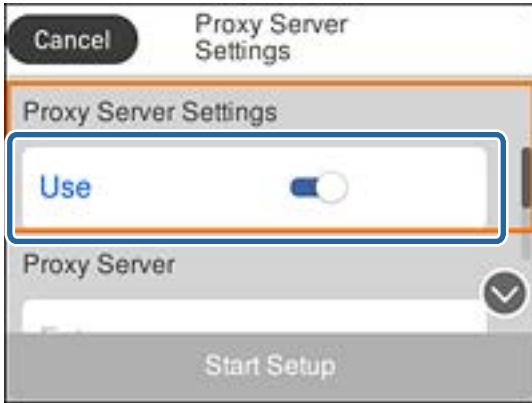 Cancel
Proxy Server
Settings
Proxy Server Settings
Use
Proxy Server
Start Setup